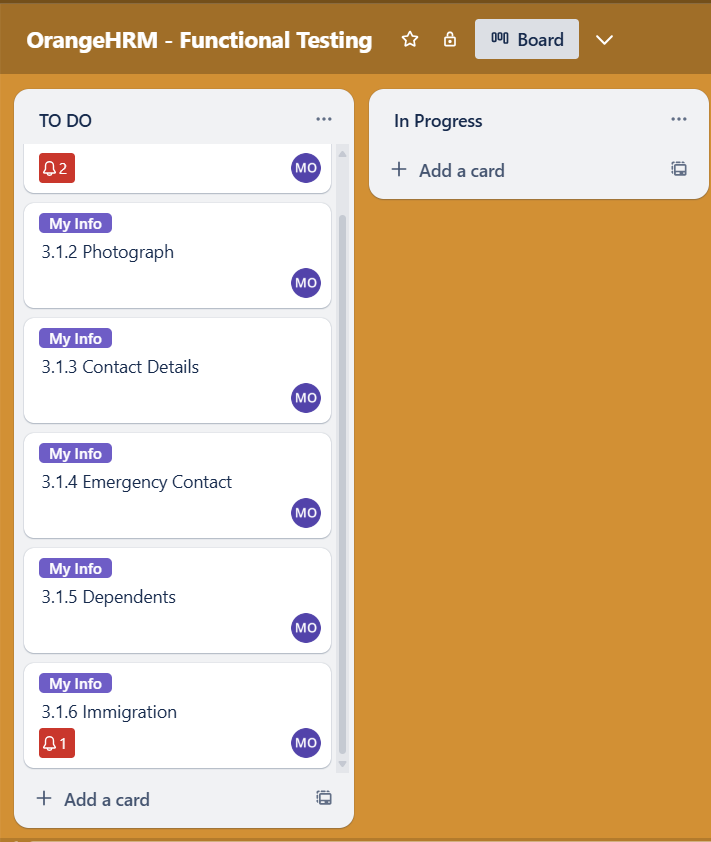 OrangeHRM - Functional Testing
Board
TO DO
2
MO
My Info
3.1.2 Photograph
MO
My Info
3.1.3 Contact Details
MO
My Info
3.1.4 Emergency Contact
MO
My Info
3.1.5 Dependents
MO
My Info
3.1.6 Immigration
1
MO
+ Add a card
In Progress
+ Add a card